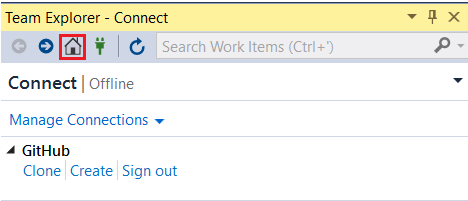 Team Explorer - Connect
Search Work Items (Ctrl+')
Connect | Offline
Manage Connections
GitHub
Clone | Create | Sign out